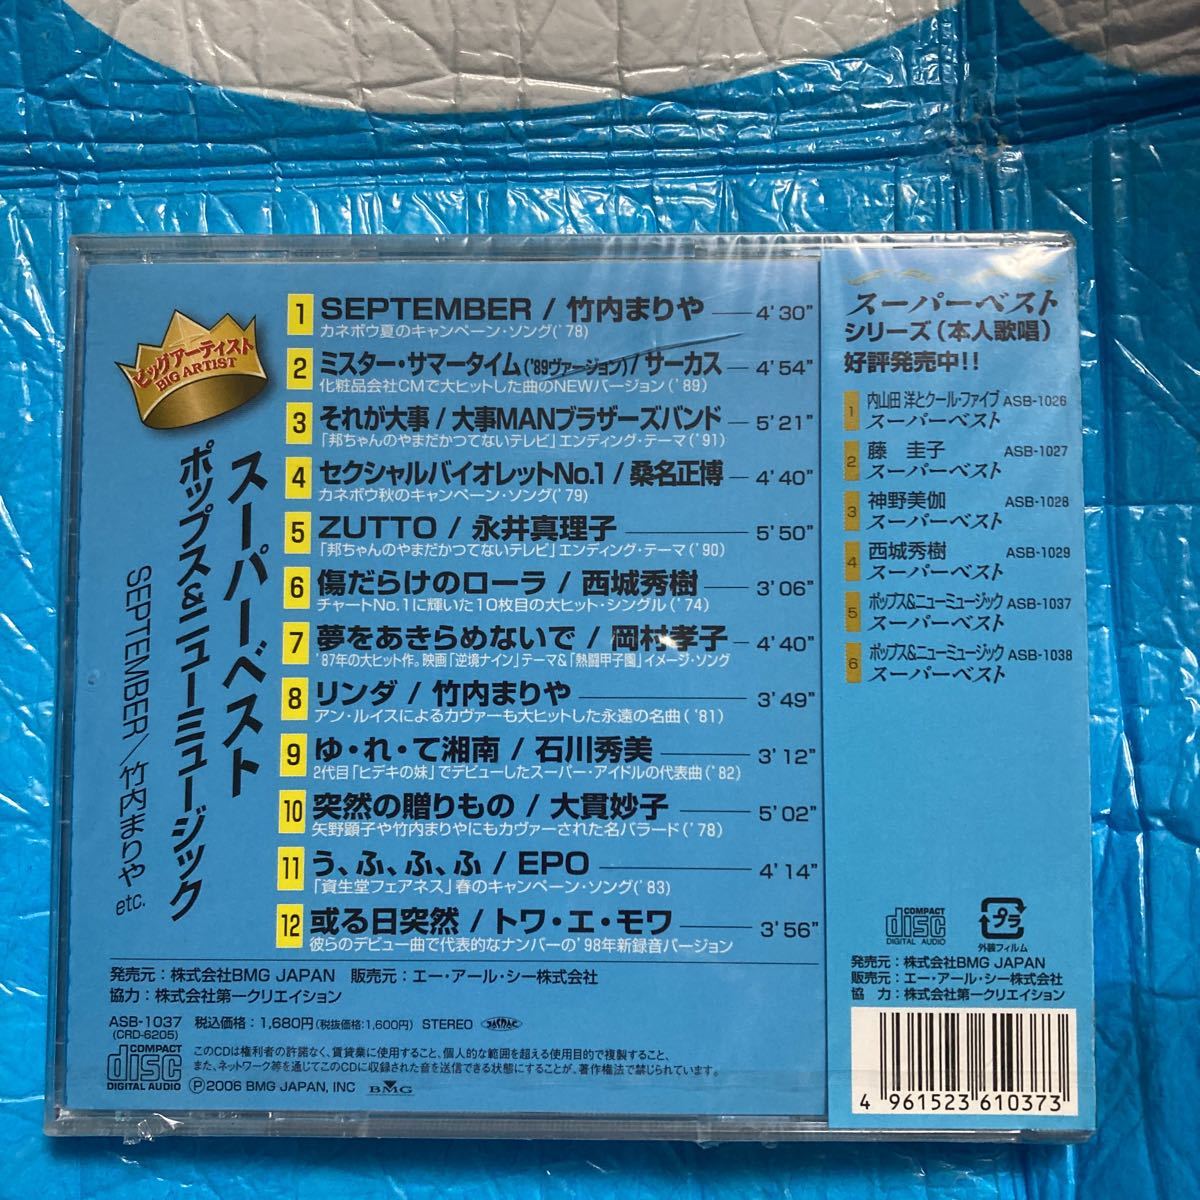 ビッグアーティスト
BIG ARTIST
スーパーベスト
ポップス&ニューミュージック
SEPTEMBER/竹内まりや etc.
1 SEPTEMBER / 竹内まりや 4'30"
カネボウ夏のキャンペーン・ソング('78)
2 ミスター・サマータイム('89ヴァージョン) / サーカス 4'54"
化粧品会社CMで大ヒットした曲のNEWバージョン('89)
3 それが大事 / 大事MANブラザーズバンド 5'21"
「邦ちゃんのやまだかつてないテレビ」エンディング・テーマ('91)
4 セクシャルバイオレットNo.1 / 桑名正博 4'40"
カネボウ秋のキャンペーン・ソング('79)
5 ZUTTO / 永井真理子 5'50"
「邦ちゃんのやまだかつてないテレビ」エンディング・テーマ('90)
6 傷だらけのローラ / 西城秀樹 3'06"
チャートNo.1に輝いた10枚目の大ヒット・シングル('74)
7 夢をあきらめないで / 岡村孝子 4'40"
'87年の大ヒット作。映画「逆境ナイン」テーマ&「熱闘甲子園」イメージ・ソング
8 リンダ / 竹内まりや 3'49"
アン・ルイスによるカヴァーも大ヒットした永遠の名曲('81)
9 ゆ・れ・て湘南 / 石川秀美 3'12"
2代目「ヒデキの妹」でデビューしたスーパー・アイドルの代表曲('82)
10 突然の贈りもの / 大貫妙子 5'02"
矢野顕子や竹内まりやにもカヴァーされた名バラード('78)
11 う、ふ、ふ、ふ / EPO 4'14"
「資生堂フェアネス」春のキャンペーン・ソング('83)
12 或る日突然 / トワ・エ・モワ 3'56"
彼らのデビュー曲で代表的なナンバーの'98年新録音バージョン
発売元：株式会社BMG JAPAN 販売元：エー・アール・シー株式会社
協力：株式会社第一クリエイション
ASB-1037 税込価格：1,680円(税抜価格：1,600円) STEREO JASRAC
(CRD-6205)
COMPACT disc DIGITAL AUDIO
このCDは権利者の許諾なく、賃貸業に使用すること、個人的な範囲を超える使用目的で複製すること、
また、ネットワーク等を通じてこのCDに収録された音を送信できる状態にすることが、著作権法で禁じられています。
Ⓟ2006 BMG JAPAN, INC BMG
スーパーベスト
シリーズ(本人歌唱)
好評発売中!!
1 内山田 洋とクール・ファイブ ASB-1026
スーパーベスト
2 藤 圭子 ASB-1027
スーパーベスト
3 神野美伽 ASB-1028
スーパーベスト
4 西城秀樹 ASB-1029
スーパーベスト
5 ポップス&ニューミュージック ASB-1037
スーパーベスト
6 ポップス&ニューミュージック ASB-1038
スーパーベスト
COMPACT disc DIGITAL AUDIO
プラ
外装フィルム
発売元：株式会社BMG JAPAN
販売元：エー・アール・シー株式会社
協 力：株式会社第一クリエイション
4 961523 610373